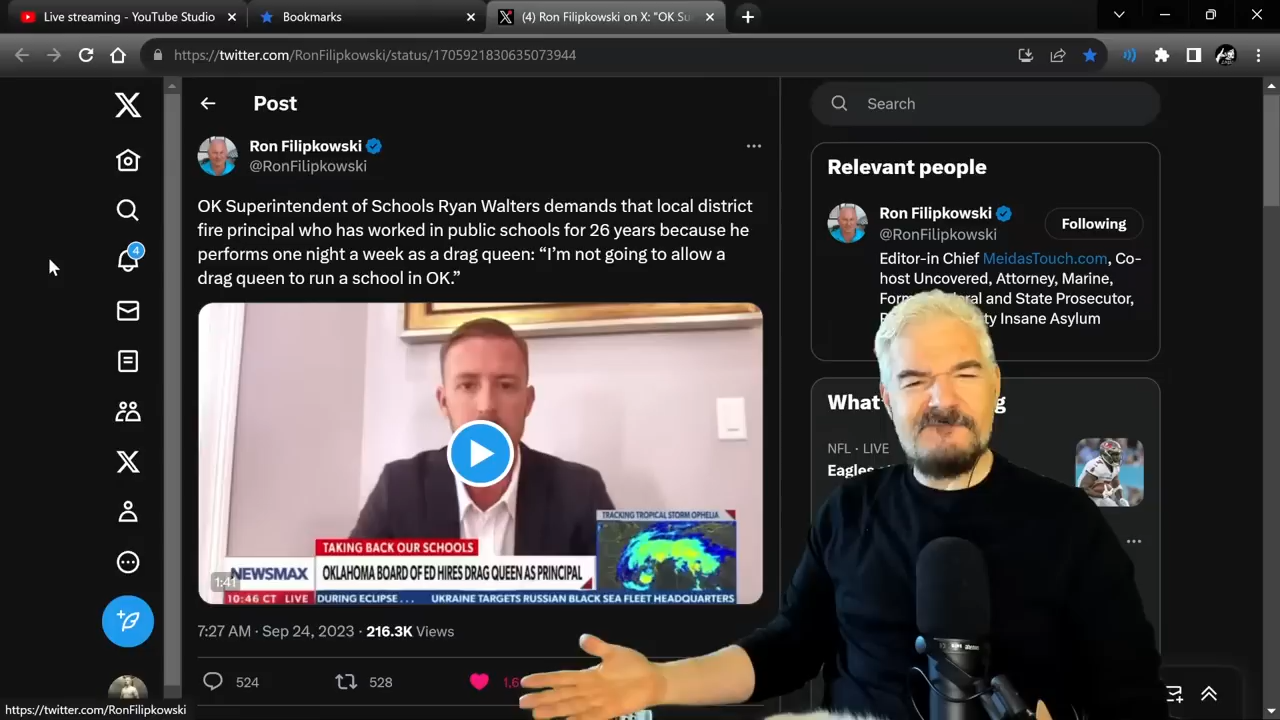 Live streaming - YouTube Studio
Bookmarks
(4) Ron Filipkowski on X: "OK Su
https://twitter.com/RonFilipkowski/status/1705921830635073944
Post
Ron Filipkowski
@RonFilipkowski
OK Superintendent of Schools Ryan Walters demands that local district
fire principal who has worked in public schools for 26 years because he
performs one night a week as a drag queen: “I’m not going to allow a
drag queen to run a school in OK.”
TRACKING TROPICAL STORM OPHELIA
TAKING BACK OUR SCHOOLS
NEWSMAX
OKLAHOMA BOARD OF ED HIRES DRAG QUEEN AS PRINCIPAL
1:41
10:46 CT LIVE
DURING ECLIPSE . . . UKRAINE TARGETS RUSSIAN BLACK SEA FLEET HEADQUARTERS
7:27 AM · Sep 24, 2023 · 216.3K Views
524
528
1,6
4
Search
Relevant people
Ron Filipkowski
@RonFilipkowski
Following
Editor-in Chief MeidasTouch.com, Co-
host Uncovered, Attorney, Marine,
and State Prosecutor,
Insane Asylum
What
NFL · LIVE
Eagles
https://twitter.com/RonFilipkowski